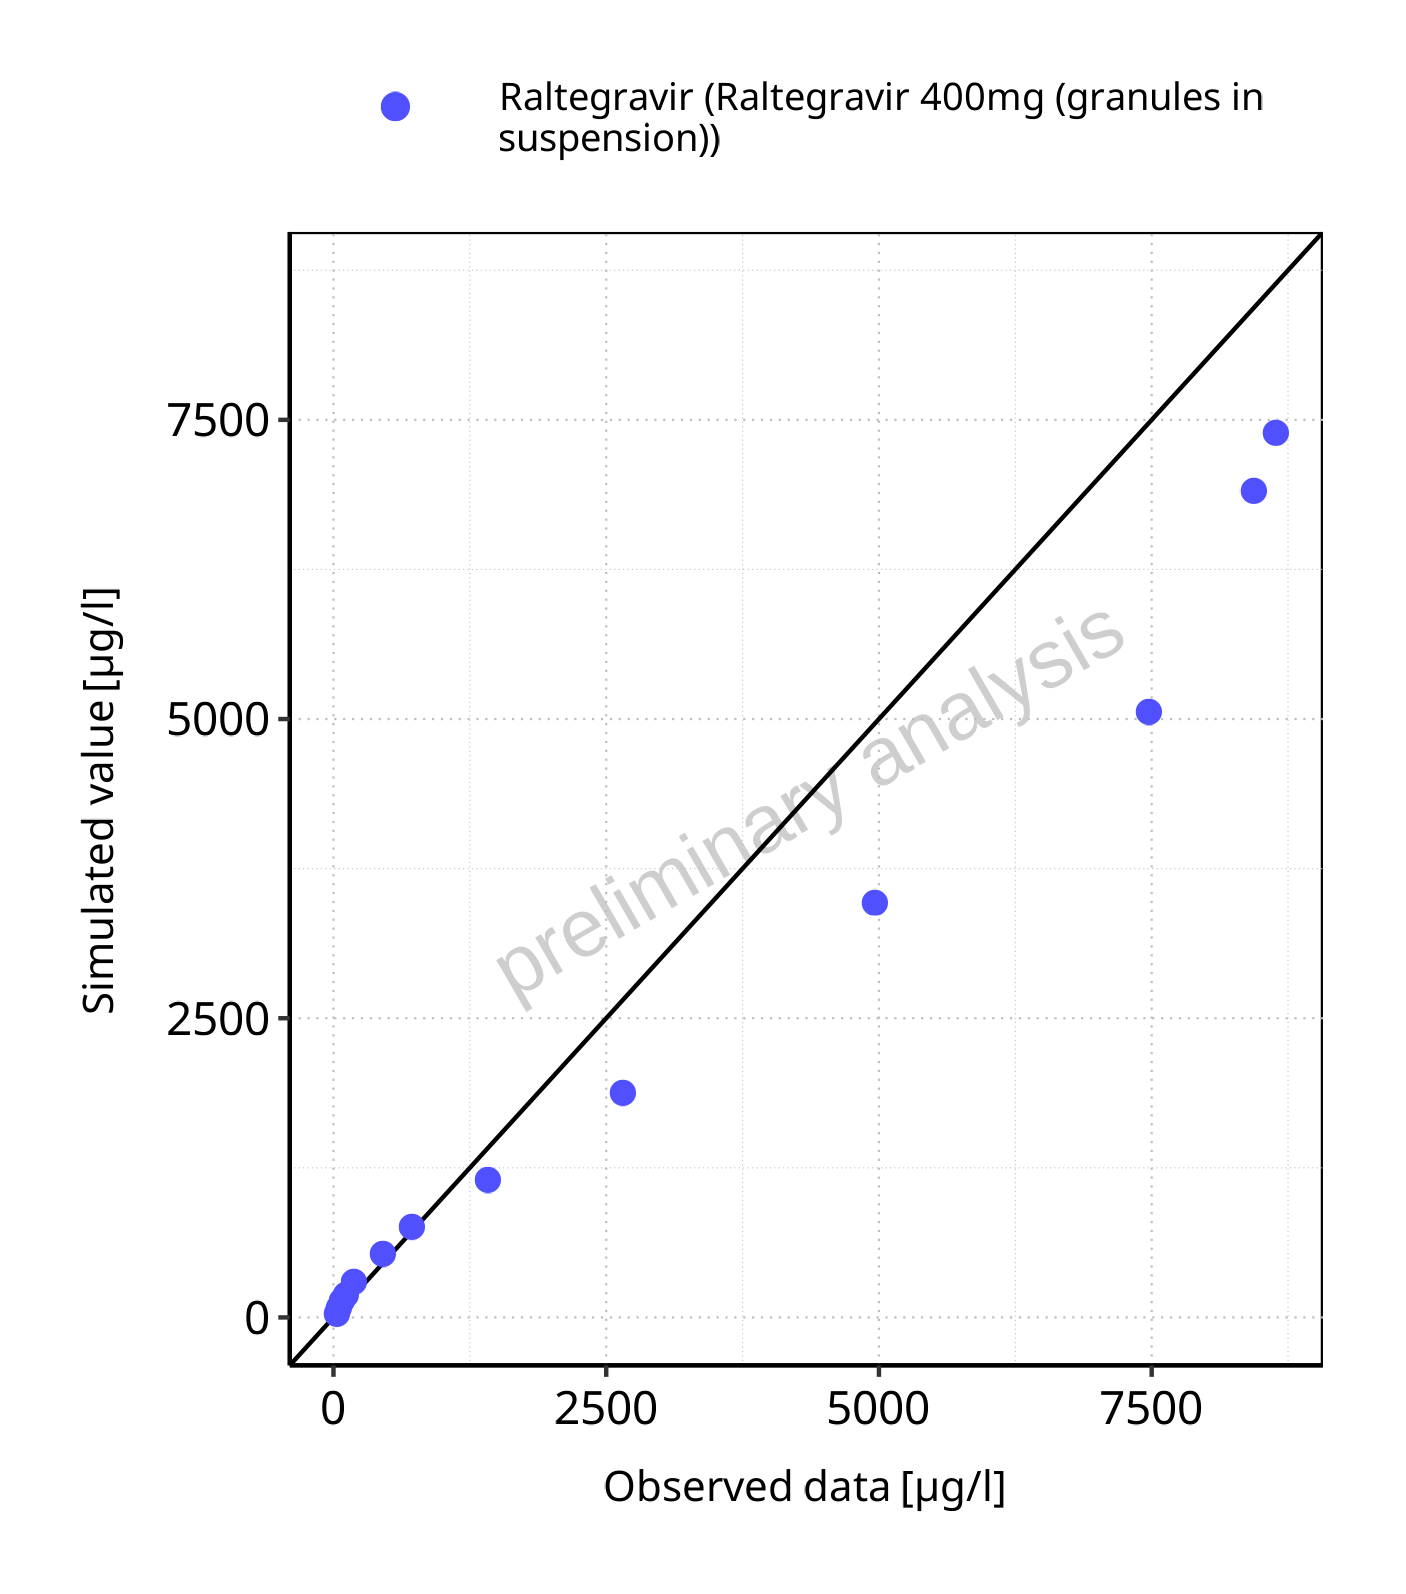 Raltegravir (Raltegravir 400mg (granules in
suspension))
7500
5000
2500
0
Simulated value [µg/l]
preliminary analysis
0 2500 5000 7500
Observed data [µg/l]